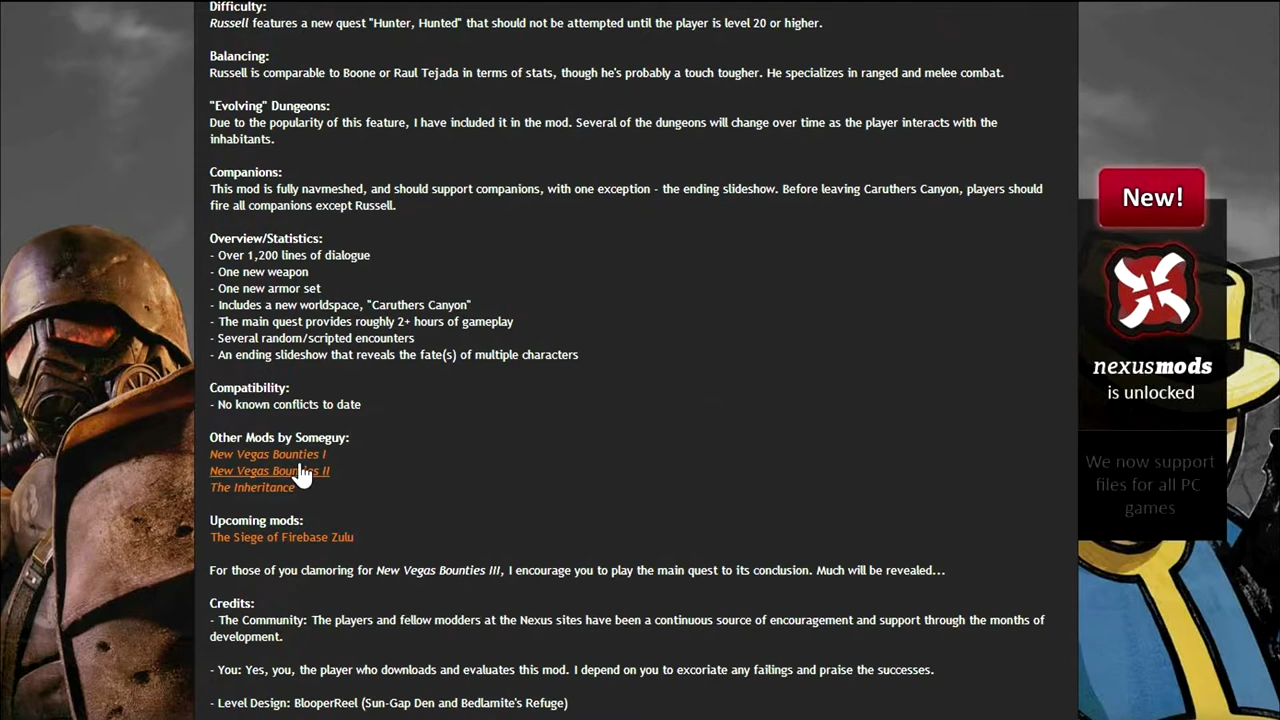 Difficulty:
Russell features a new quest "Hunter, Hunted" that should not be attempted until the player is level 20 or higher.
Balancing:
Russell is comparable to Boone or Raul Tejada in terms of stats, though he's probably a touch tougher. He specializes in ranged and melee combat.
"Evolving" Dungeons:
Due to the popularity of this feature, I have included it in the mod. Several of the dungeons will change over time as the player interacts with the
inhabitants.
Companions:
This mod is fully navmeshed, and should support companions, with one exception - the ending slideshow. Before leaving Caruthers Canyon, players should
fire all companions except Russell.
Overview/Statistics:
- Over 1,200 lines of dialogue
- One new weapon
- One new armor set
- Includes a new worldspace, "Caruthers Canyon"
- The main quest provides roughly 2+ hours of gameplay
- Several random/scripted encounters
- An ending slideshow that reveals the fate(s) of multiple characters
Compatibility:
- No known conflicts to date
Other Mods by Someguy:
New Vegas Bounties I
New Vegas Bounties II
The Inheritance
Upcoming mods:
The Siege of Firebase Zulu
For those of you clamoring for New Vegas Bounties III, I encourage you to play the main quest to its conclusion. Much will be revealed...
Credits:
- The Community: The players and fellow modders at the Nexus sites have been a continuous source of encouragement and support through the months of
development.
- You: Yes, you, the player who downloads and evaluates this mod. I depend on you to excoriate any failings and praise the successes.
- Level Design: BlooperReel (Sun-Gap Den and Bedlamite's Refuge)
New!
nexusmods
is unlocked
We now support
files for all PC
games